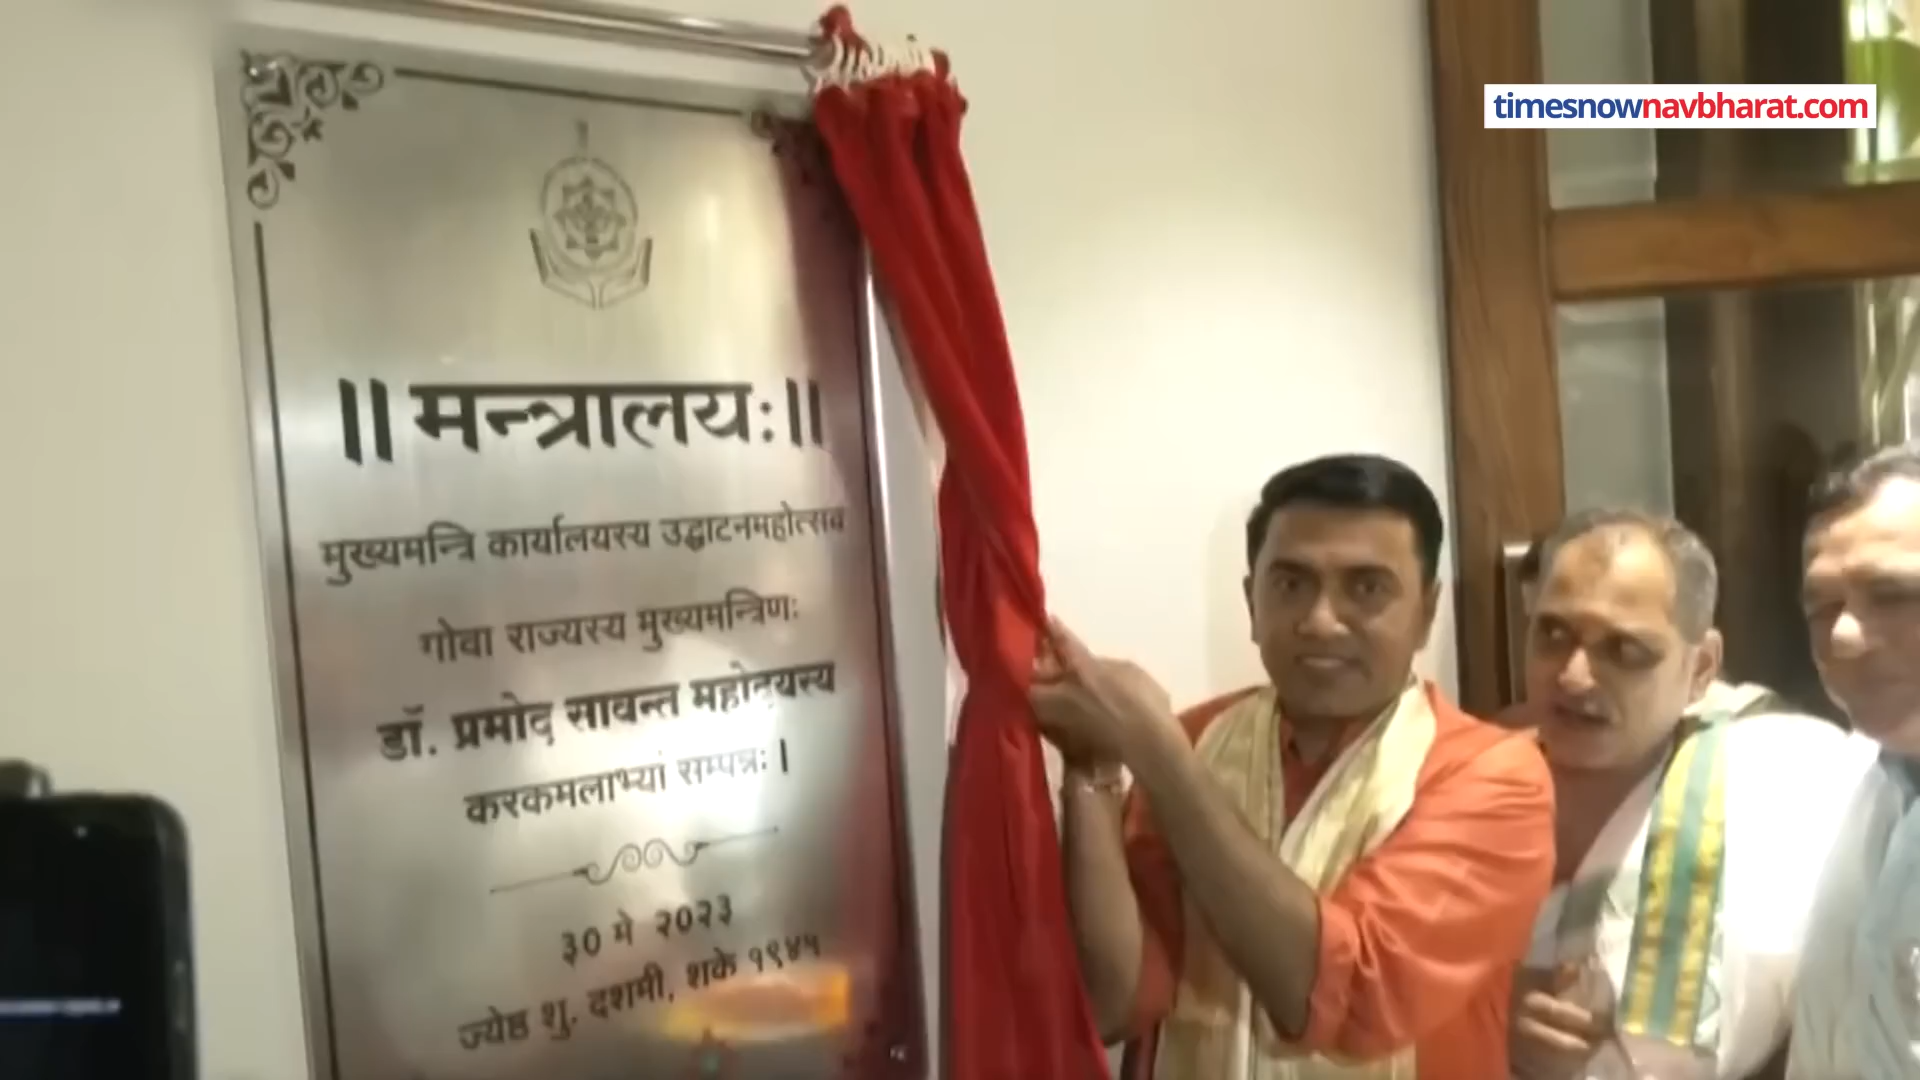 timesnownavbharat.com
॥ मन्त्रालयः॥
मुख्यमन्त्रि कार्यालयस्य उद्घाटनमहोत्सव
गोवा राज्यस्य मुख्यमन्त्रिणः
डॉ. प्रमोद सावन्त महोदयस्य
करकमलाभ्यां सम्पन्नः।
३० मे २०२३
ज्येष्ठ शु. दशमी, शके १९४५